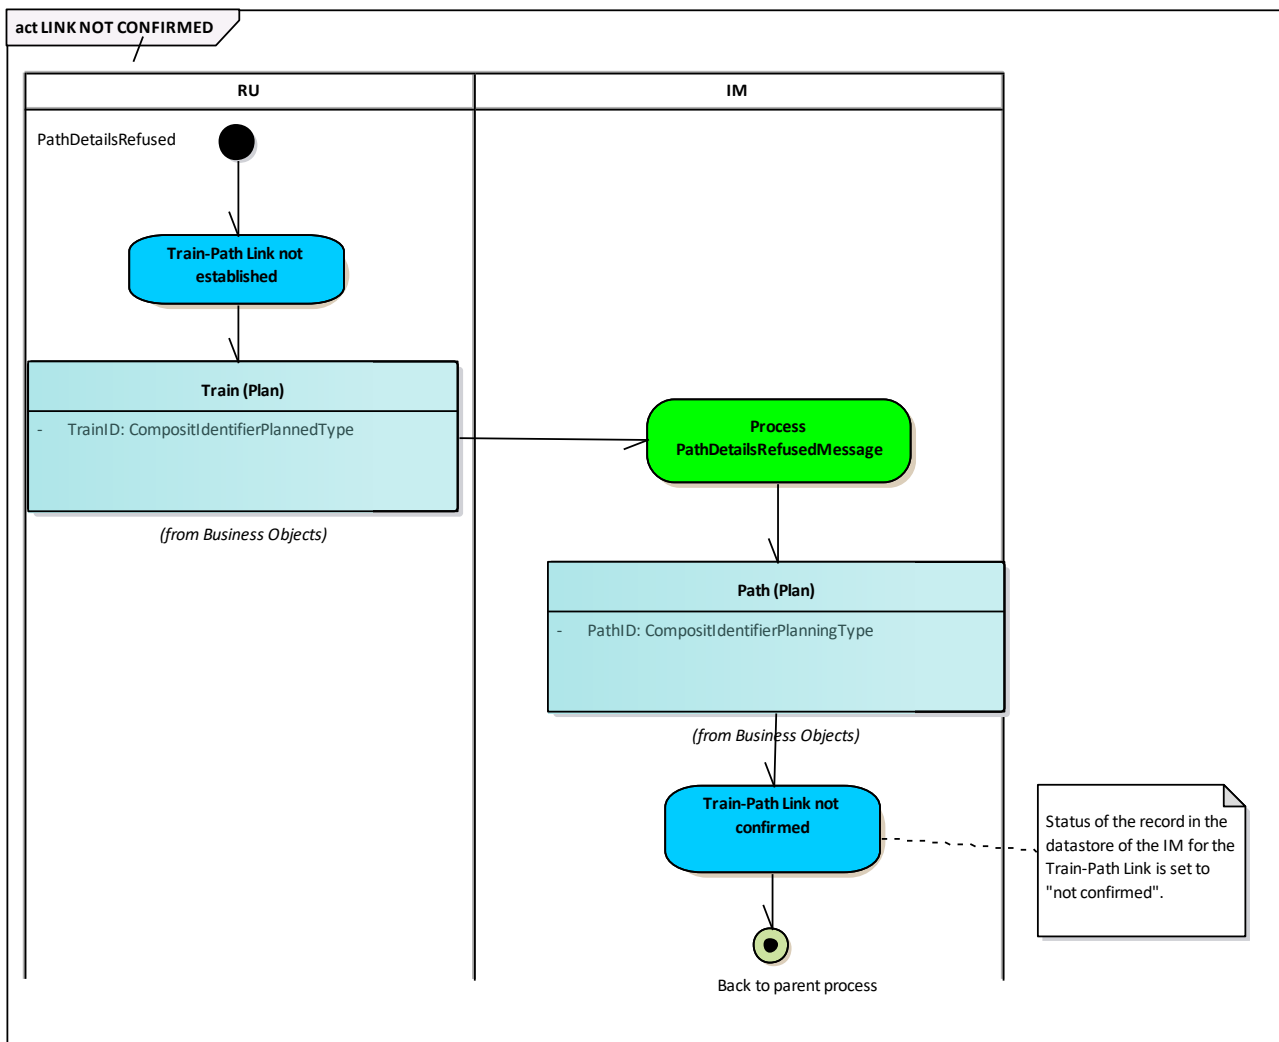 act LINK NOT CONFIRMED
RU
IM
PathDetailsRefused
Train-Path Link not
established
Train (Plan)
- TrainID: CompositIdentifierPlannedType
(from Business Objects)
Process
PathDetailsRefusedMessage
Path (Plan)
- PathID: CompositIdentifierPlanningType
(from Business Objects)
Train-Path Link not
confirmed
Status of the record in the
datastore of the IM for the
Train-Path Link is set to
"not confirmed".
Back to parent process